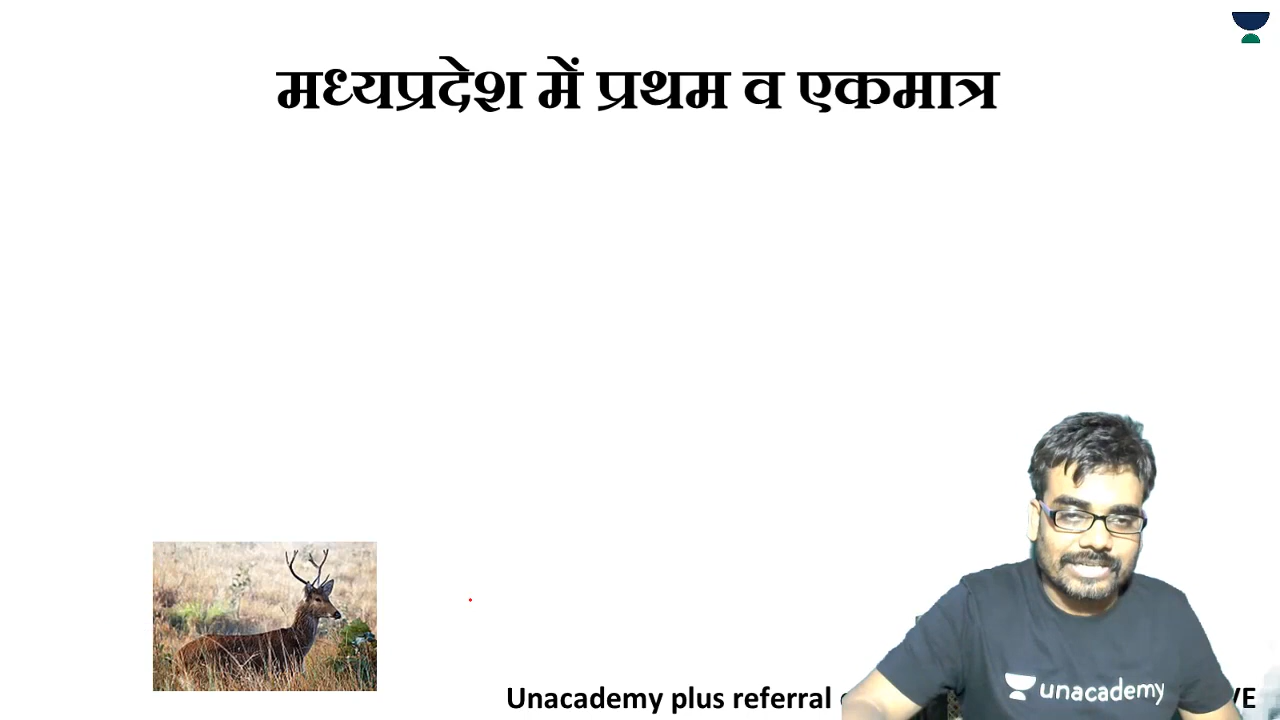 मध्यप्रदेश में प्रथम व एकमात्र
unacademy
Unacademy plus referral